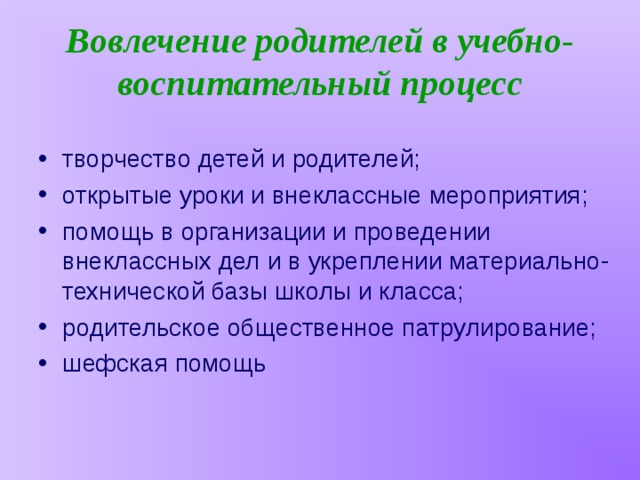 Вовлечение родителей в учебно-
воспитательный процесс
• творчество детей и родителей;
• открытые уроки и внеклассные мероприятия;
• помощь в организации и проведении
внеклассных дел и в укреплении материально-
технической базы школы и класса;
• родительское общественное патрулирование;
• шефская помощь